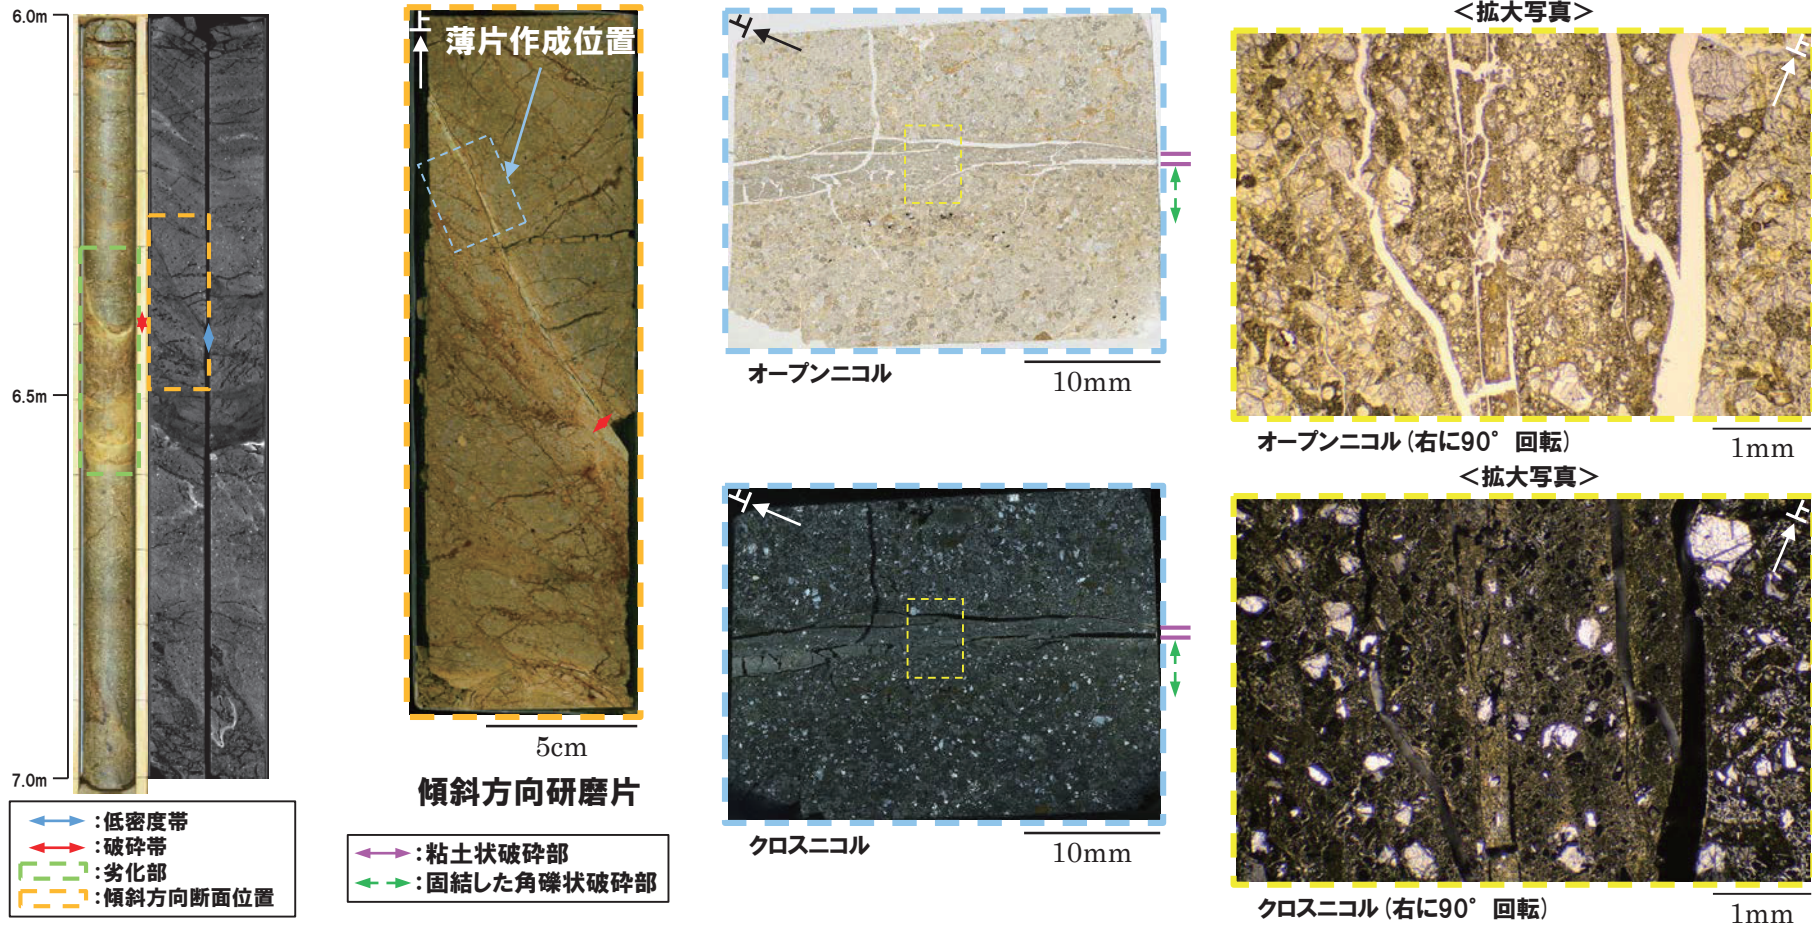 6.0m
6.5m
7.0m
:低密度帯
:破砕帯
:劣化部
:傾斜方向断面位置
上
薄片作成位置
5cm
傾斜方向研磨片
:粘土状破砕部
:固結した角礫状破砕部
上
オープンニコル
10mm
上
クロスニコル
10mm
<拡大写真>
上
オープンニコル(右に90°回転)
1mm
<拡大写真>
上
クロスニコル(右に90°回転)
1mm